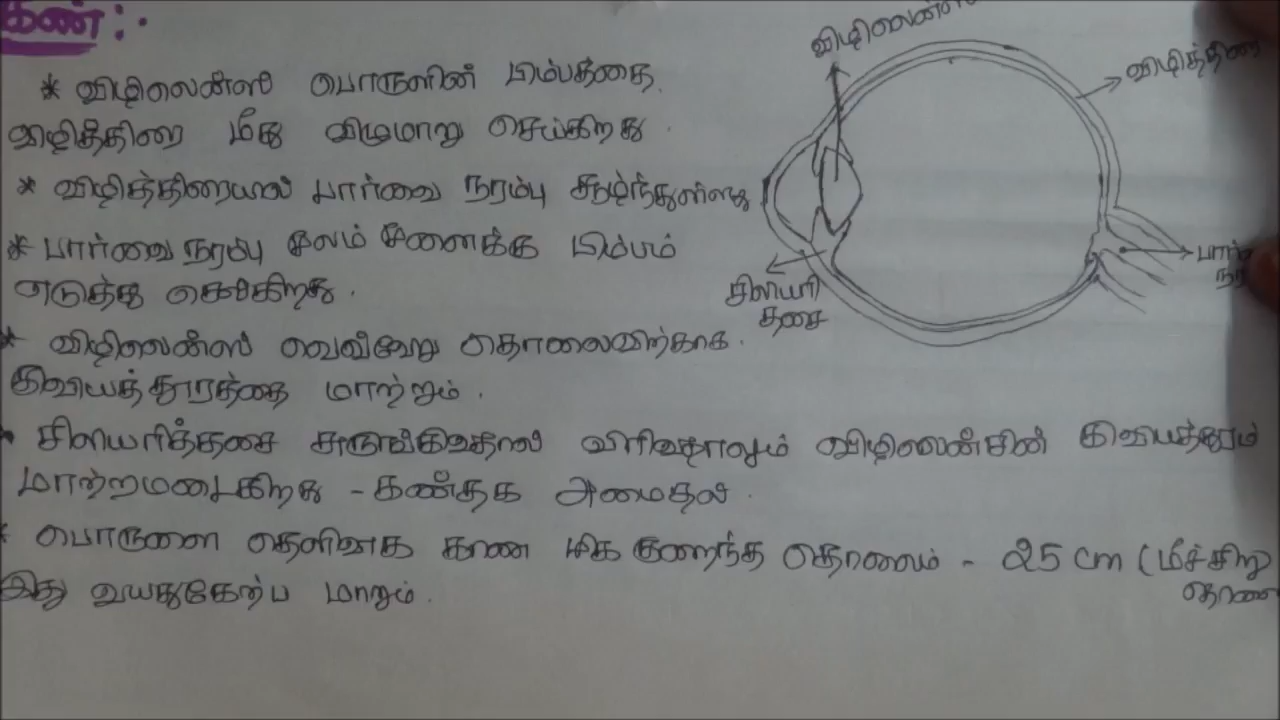 கண்:-
* விழிலென்ஸ் பொருளின் பிம்பத்தை
விழித்திரை மீது விழுமாறு செய்கிறது.
* விழித்திரையில் பார்வை நரம்பு சூழ்ந்துள்ளது
* பார்வை நரம்பு மூலம் மூளைக்கு பிம்பம்
எடுத்து செல்கிறது.
* விழிலென்ஸ் வெவ்வேறு தொலைவிற்காக
குவியத்தூரத்தை மாற்றும்.
சிலியரித்தசை சுருங்குவதால் விரிவதாலும் விழிலென்சின் குவியத்தூரம்
மாற்றமடைகிறது - கண்தக அமைதல்.
* பொருளை தெளிவாக காண மிக குறைந்த தொலைவு - 25 cm (மீச்சிறு
இது வயதுகேற்ப மாறும்.
விழிலென்ஸ்
விழித்திரை
சிலியரி
தசை